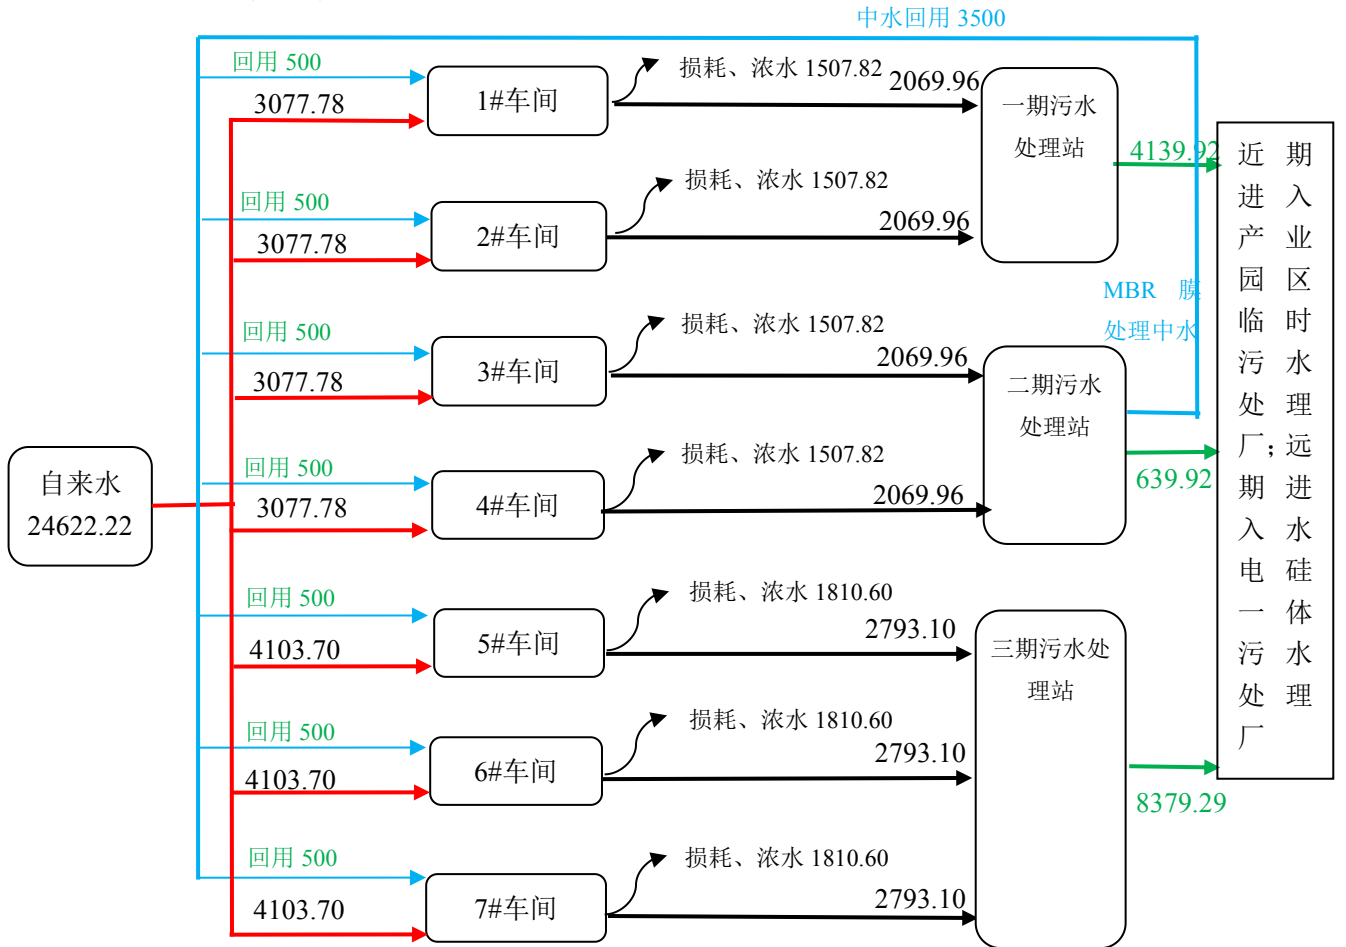 中水回用 3500
回用 500
3077.78
1#车间
损耗、浓水 1507.82
2069.96
一期污水
处理站
4139.92
回用 500
3077.78
2#车间
损耗、浓水 1507.82
2069.96
MBR 膜
处理中水
回用 500
3077.78
3#车间
损耗、浓水 1507.82
2069.96
二期污水
处理站
639.92
自来水
24622.22
回用 500
3077.78
4#车间
损耗、浓水 1507.82
2069.96
回用 500
4103.70
5#车间
损耗、浓水 1810.60
2793.10
三期污水处
理站
8379.29
回用 500
4103.70
6#车间
损耗、浓水 1810.60
2793.10
回用 500
4103.70
7#车间
损耗、浓水 1810.60
2793.10
近期
进入
产业
园区
临时
污水
处理
厂；远
期进
入水
电硅
一体
污水
处理
厂